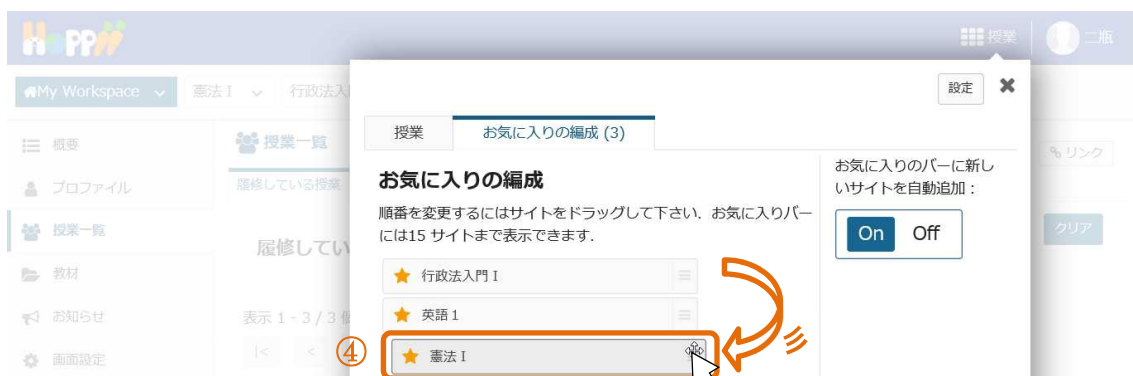 Hoppii
授業
二瓶
My Workspace
憲法 I
行政法入
設定
概要
授業一覧
授業
お気に入りの編成 (3)
リンク
プロファイル
履修している授業
お気に入りの編成
お気に入りのバーに新し
いサイトを自動追加：
順番を変更するにはサイトをドラッグして下さい．お気に入りバー
には15 サイトまで表示できます.
On
Off
クリア
授業一覧
履修してい
教材
行政法入門 I
お知らせ
表示 1 - 3 / 3
英語 1
画面設定
|<
<
④
憲法 I